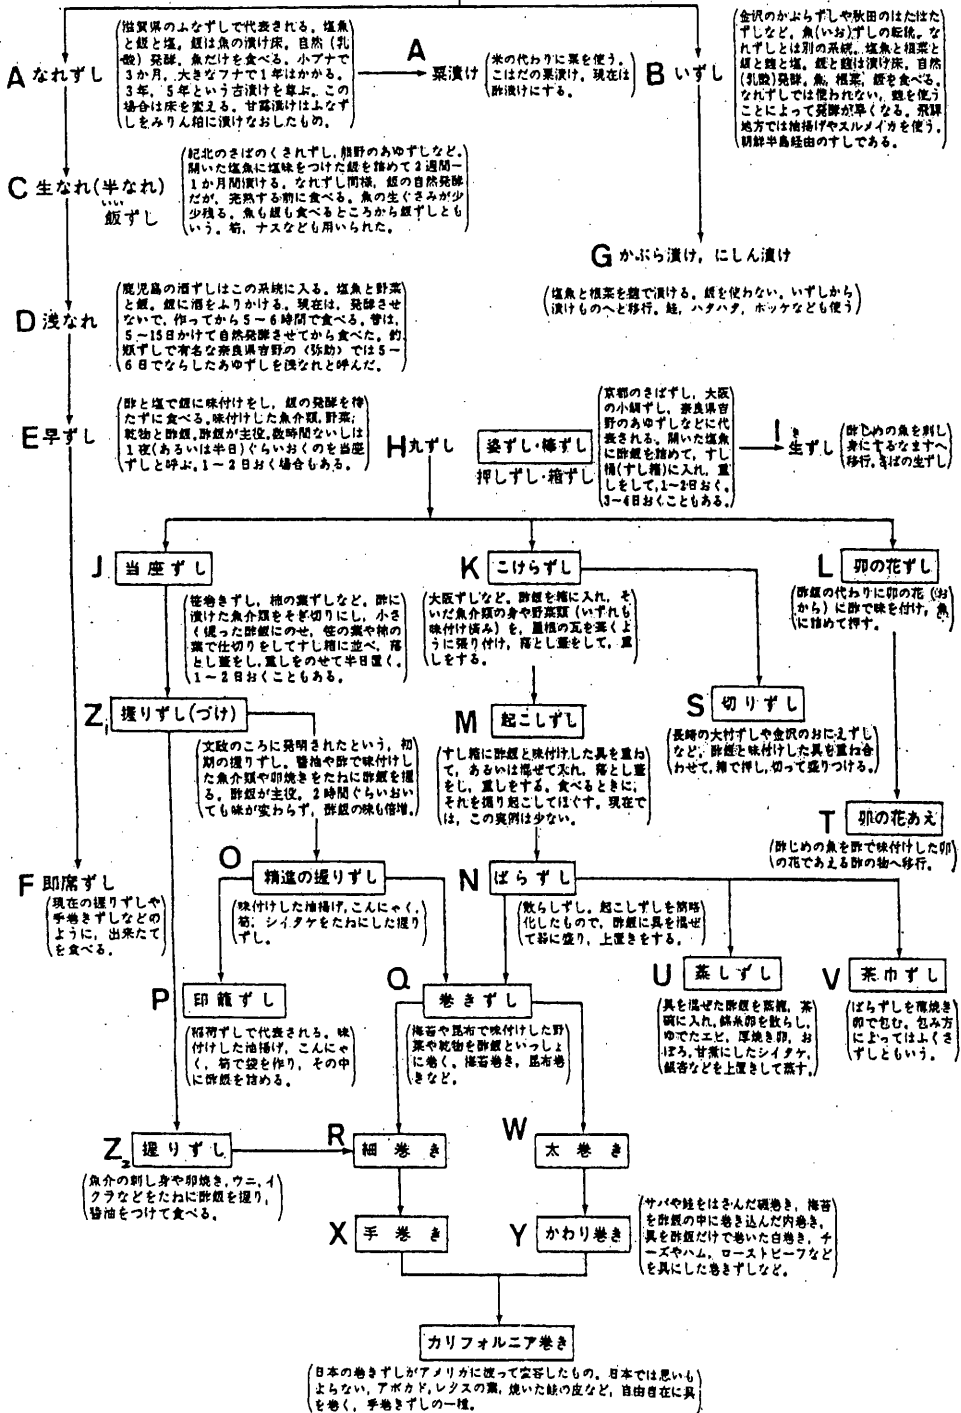 A なれずし
滋賀県のふなずしで代表される。塩魚
と飯と塩。飯は魚の漬け床。自然(乳
酸)発酵。魚だけを食べる。小ブナで
3か月。大きなフナで1年はかかる。
3年、5年という古漬けを尊ぶ。この
場合は床を変える。甘露漬けはふなず
しをみりん粕に漬けなおしたもの。
A
粟漬け
米の代わりに粟を使う。
こはだの粟漬け。現在は
酢漬けにする。
B いずし
金沢のかぶらずしや秋田のはたはた
ずしなど。魚(いお)ずしの転訛。な
れずしとは別の系統。塩魚と根菜と
飯と麹と塩。飯と麹は漬け床。自然
(乳酸)発酵。魚、根菜、飯を食べる。
なれずしでは使われない、麹を使う
ことによって発酵が早くなる。飛騨
地方では油揚げやスルメイカを使う。
朝鮮半島経由のすしである。
C 生なれ(半なれ)
いい
飯ずし
紀北のさばのくされずし、熊野のあゆずしなど。
開いた塩魚に塩味をつけた飯を詰めて2週間〜
1か月間漬ける。なれずし同様、飯の自然発酵
だが、完熟する前に食べる。魚の生ぐさみが少
少残る。魚も飯も食べるところから飯ずしとも
いう。筍、ナスなども用いられた。
G かぶら漬け, にしん漬け
塩魚と根菜を麹で漬ける。飯を使わない。いずしから
漬けものへと移行。鮭、ハタハタ、ホッケなども使う
D 浅なれ
鹿児島の酒ずしはこの系統に入る。塩魚と野菜
と飯。飯に酒をふりかける。現在は、発酵させ
ないで、作ってから5〜6時間で食べる。昔は、
5〜15日かけて自然発酵させてから食べた。釣
瓶ずしで有名な奈良県吉野の〈弥助〉では5〜
6日でならしたあゆずしを浅なれと呼んだ。
E 早ずし
酢と塩で飯に味付けをし、飯の発酵を待
たずに食べる。味付けした魚介類、野菜、
乾物と酢飯。酢飯が主役。数時間ないしは
1夜(あるいは半日)ぐらいおくのを当座
ずしと呼ぶ。1〜2日おく場合もある。
H 丸ずし
姿ずし・棒ずし
押しずし・箱ずし
京都のさばずし、大阪
の小鯛ずし、奈良県吉
野のあゆずしなどに代
表される。開いた塩魚
に酢飯を詰めて、すし
桶(すし箱)に入れ、重
しをして、1〜2日おく。
3〜4日おくこともある。
I
き
生ずし
酢じめの魚を刺し
身にするなますへ
移行。さばの生ずし
J 当座ずし
笹巻きずし、柿の葉ずしなど。酢に
漬けた魚介類をそぎ切りにし、小さ
く握った酢飯にのせ、笹の葉や柿の
葉で仕切りをしてすし箱に並べ、落
とし蓋をし、重しをのせて半日置く。
1〜2日おくこともある。
K こけらずし
大阪ずしなど。酢飯を箱に入れ、そ
いだ魚介類の身や野菜類(いずれも
味付け済み)を、屋根の瓦を葺くよ
うに張り付け、落とし蓋をして、重
しをする。
L 卯の花ずし
酢飯の代わりに卯の花(お
から)に酢で味を付け、魚
に詰めて押す。
Z₁ 握りずし(づけ)
文政のころに発明されたという、初
期の握りずし。醤油や酢で味付けし
た魚介類や卵焼きをたねに酢飯を握
る。酢飯が主役。2時間ぐらいおい
ても味が変わらず、酢飯の味も倍増。
M 起こしずし
すし箱に酢飯と味付けした具を重ね
て、あるいは混ぜて入れ、落とし蓋
をし、重しをする。食べるときに、
それを掘り起こしてほぐす。現在で
は、この実例は少ない。
S 切りずし
長崎の大村ずしや金沢のおにえずし
など。酢飯と味付けした具を重ね合
わせて、箱で押し、切って盛りつける。
T 卯の花あえ
酢じめの魚を酢で味付けした卯
の花であえる酢の物へ移行。
F 即席ずし
現在の握りずしや
手巻きずしなどの
ように、出来たて
を食べる。
O 精進の握りずし
味付けした油揚げ、こんにゃく、
筍、シイタケをたねにした握り
ずし。
N ばらずし
散らしずし。起こしずしを簡略
化したもので、酢飯に具を混ぜ
て器に盛り、上置きをする。
P 印籠ずし
稲荷ずしで代表される。味
付けした油揚げ、こんにゃ
く、筍で袋を作り、その中
に酢飯を詰める。
Q 巻きずし
海苔や昆布で味付けした野
菜や乾物を酢飯といっしょ
に巻く。海苔巻き、昆布巻
きなど。
U 蒸しずし
具を混ぜた酢飯を蒸籠、茶
碗に入れ、錦糸卵を散らし、
ゆでたエビ、厚焼き卵、お
ぼろ、甘煮にしたシイタケ、
銀杏などを上置きして蒸す。
V 茶巾ずし
ばらずしを薄焼き
卵で包む。包み方
によってはふくさ
ずしともいう。
Z₂ 握りずし
魚介の刺し身や卵焼き、ウニ、イ
クラなどをたねに酢飯を握り、
醤油をつけて食べる。
R 細巻き
W 太巻き
X 手巻き
Y かわり巻き
サバや鮭をはさんだ磯巻き、海苔
を酢飯の中に巻き込んだ内巻き、
具を酢飯だけで巻いた白巻き、チ
ーズやハム、ローストビーフなど
を具にした巻きずしなど。
カリフォルニア巻き
日本の巻きずしがアメリカに渡って変容したもの。日本では思いも
よらない、アボカド、レタスの葉、焼いた鮭の皮など、自由自在に具
を巻く、手巻きずしの一種。